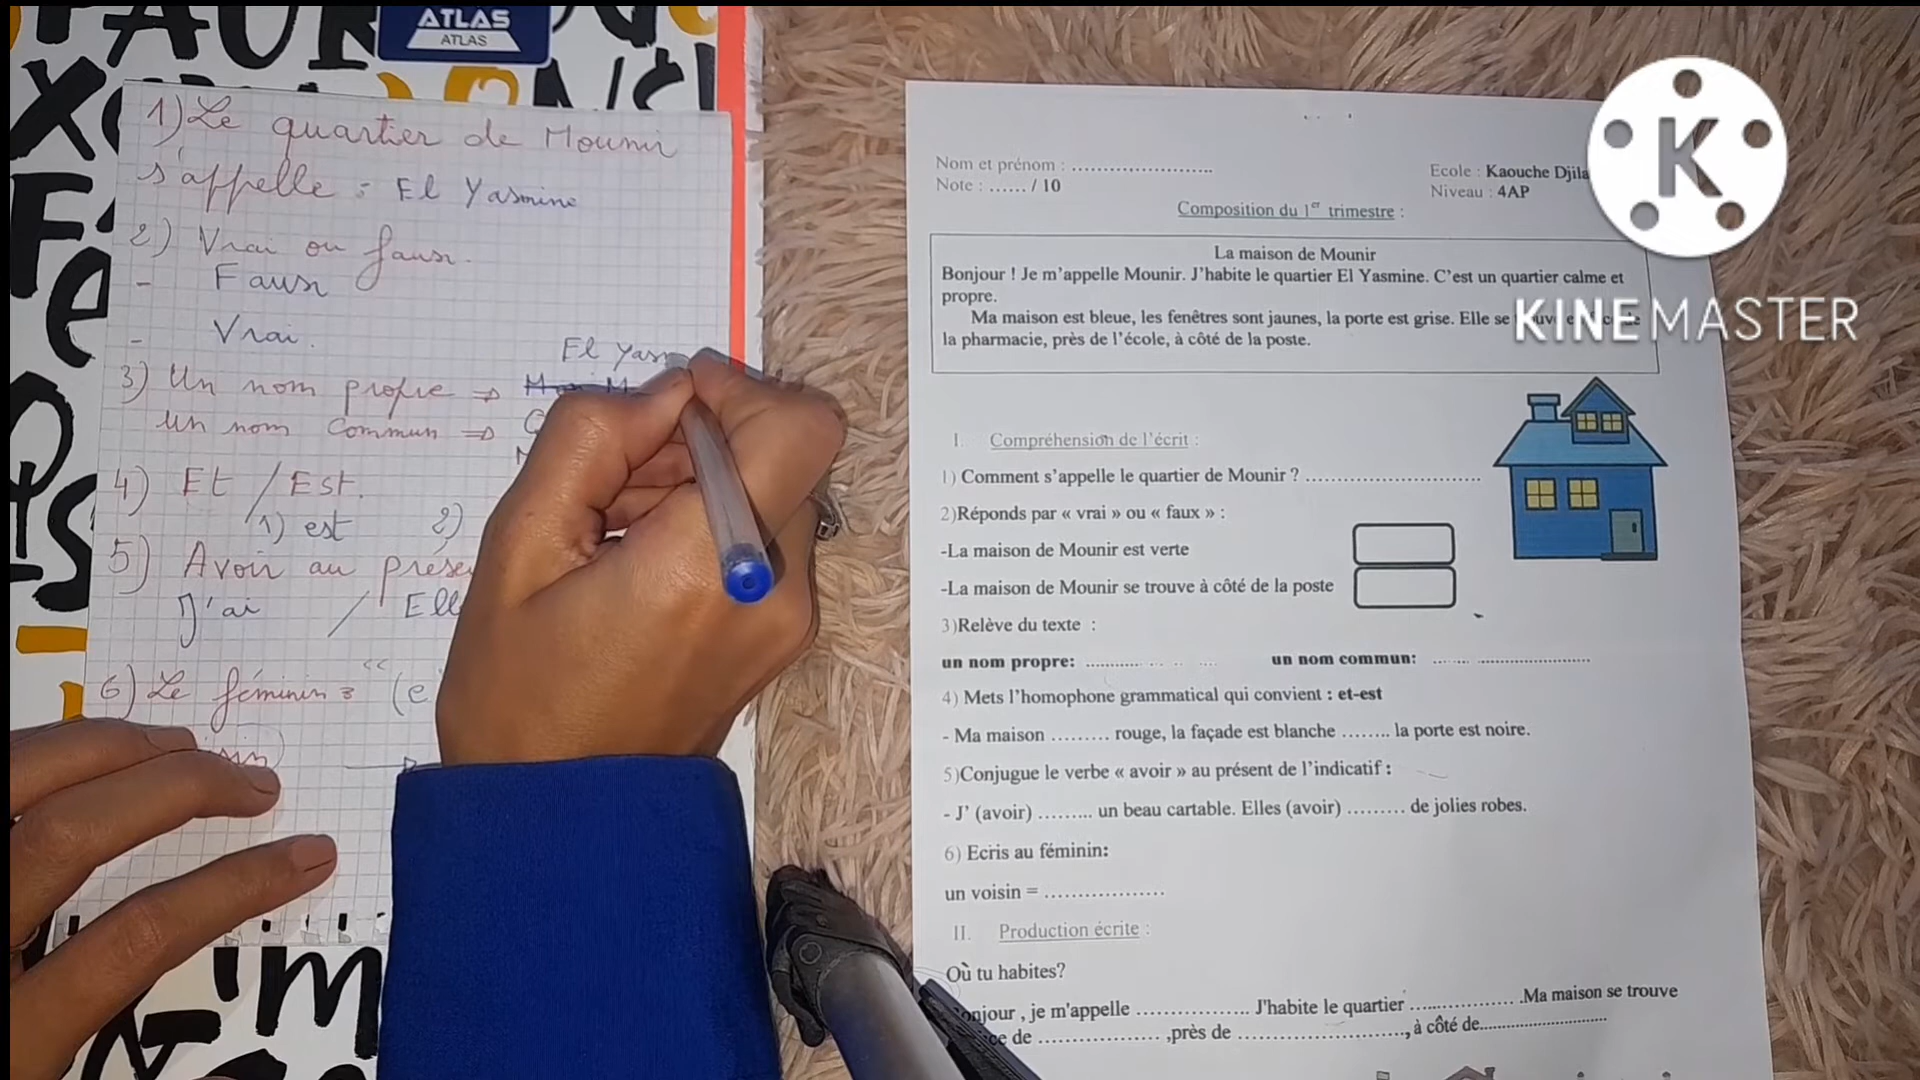 ATLAS
ATLAS
1) Le quartier de Mounir
s'appelle : El Yasmine
2) Vrai ou faux.
- Faux
- Vrai.
El Yasm
3) Un nom propre ⇒
un nom commun ⇒
4) Et / Est.
1) est 2)
5) Avoir au prése
J'ai / Elle
6) Le féminin : (e
Nom et prénom : ........................
Note : ...... / 10
Ecole : Kaouche Djila
Niveau : 4AP
Composition du 1er trimestre :
La maison de Mounir
Bonjour ! Je m'appelle Mounir. J'habite le quartier El Yasmine. C'est un quartier calme et
propre.
Ma maison est bleue, les fenêtres sont jaunes, la porte est grise. Elle se
la pharmacie, près de l'école, à côté de la poste.
K
KINEMASTER
I. Compréhension de l'écrit :
1) Comment s'appelle le quartier de Mounir ? ..............................
2)Réponds par « vrai » ou « faux » :
-La maison de Mounir est verte
-La maison de Mounir se trouve à côté de la poste
3)Relève du texte :
un nom propre: .................... un nom commun: ..............................
4) Mets l'homophone grammatical qui convient : et-est
- Ma maison ......... rouge, la façade est blanche ........ la porte est noire.
5)Conjugue le verbe « avoir » au présent de l'indicatif :
- J' (avoir) ......... un beau cartable. Elles (avoir) ......... de jolies robes.
6) Ecris au féminin:
un voisin = ..................
II. Production écrite :
Où tu habites?
onjour , je m'appelle .................. J'habite le quartier .................. .Ma maison se trouve
ce de .................. ,près de .........................., à côté de......................